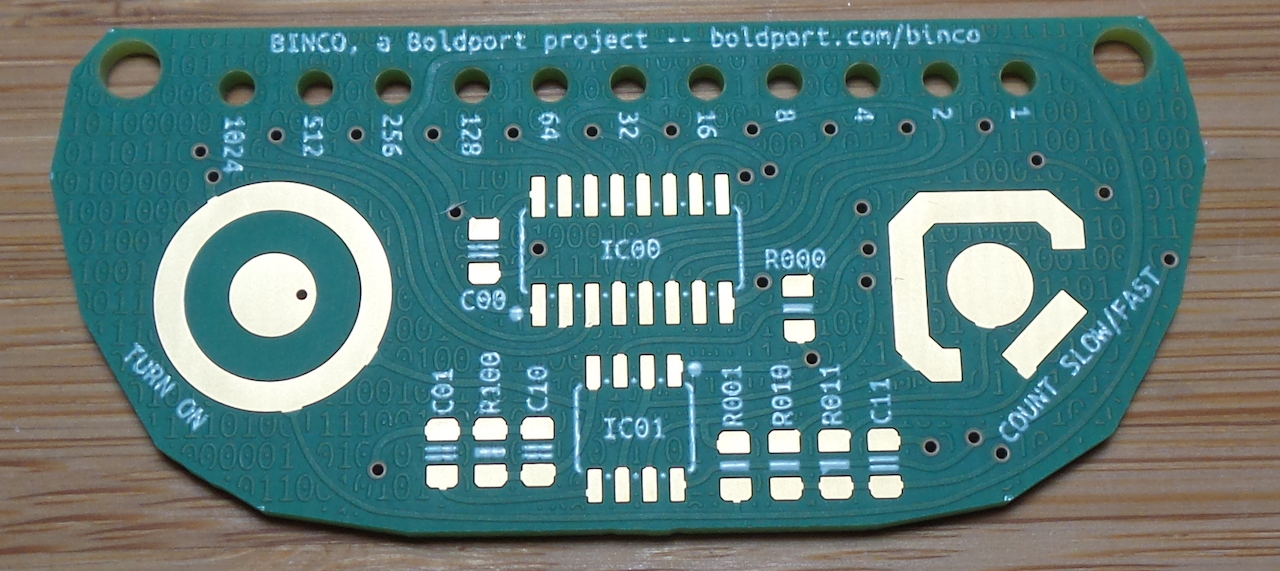 BINCO, a Boldport project -- boldport.com/binco
1024 512 256 128 64 32 16 8 4 2 1
IC00
R000
C00
TURN ON
COUNT SLOW/FAST
C01 R100 C10
IC01
R001 R010 R011 C11